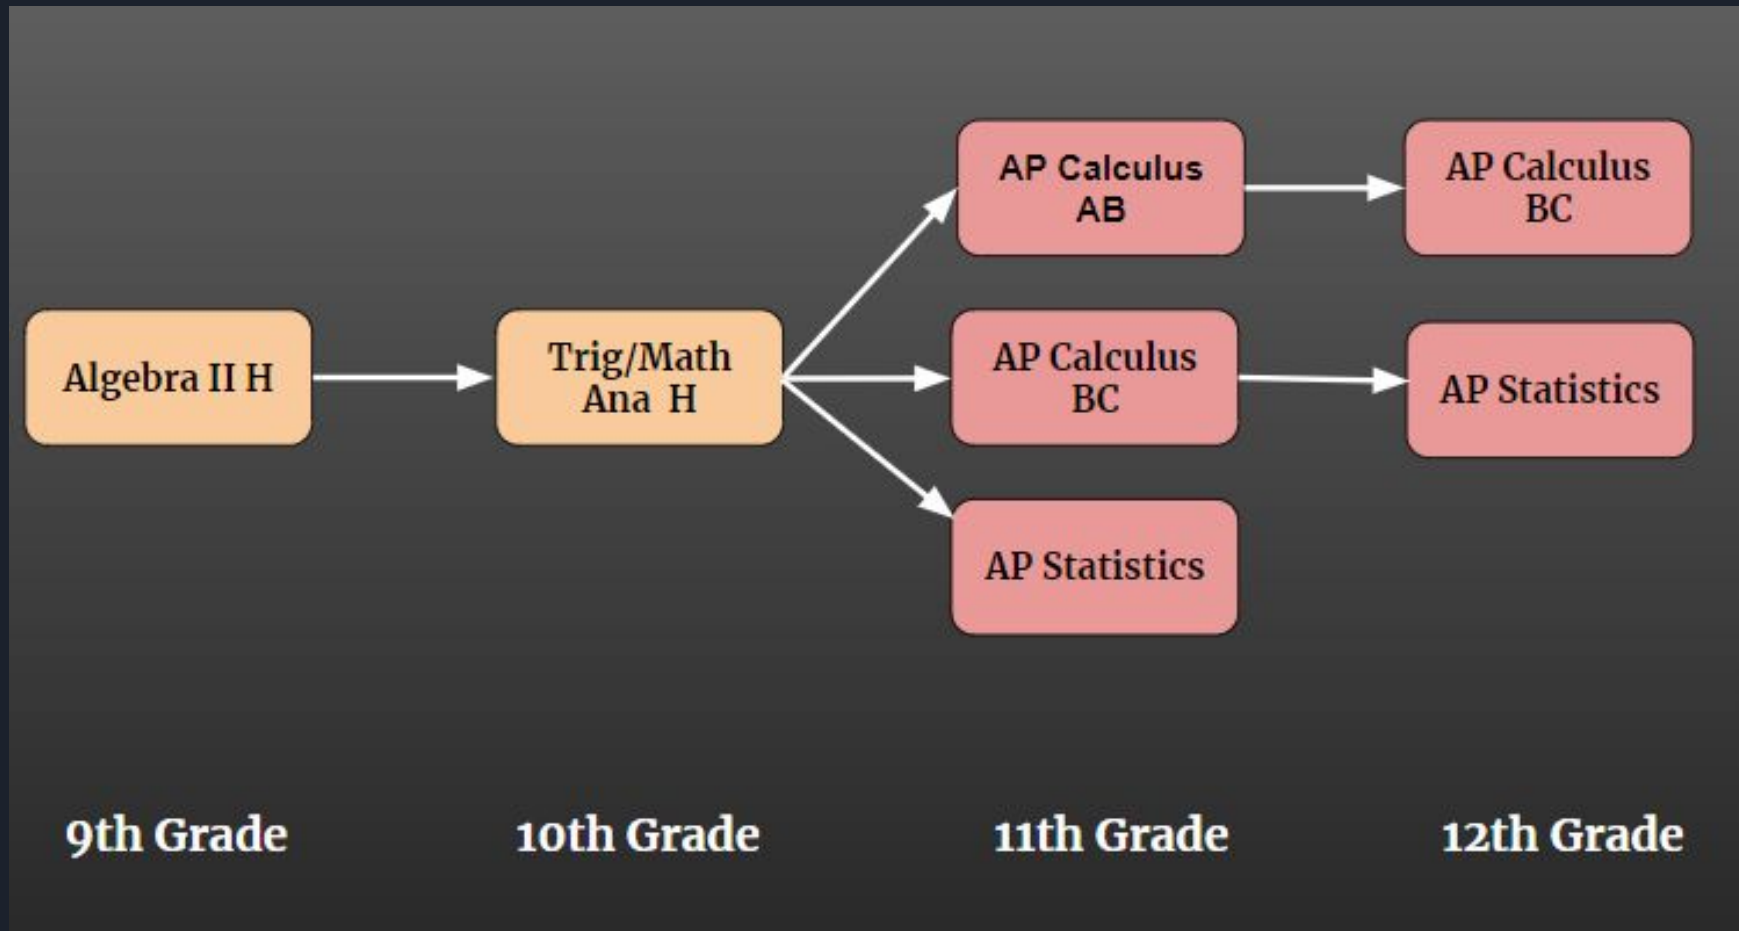 AP Calculus
AB
AP Calculus
BC
Algebra II H
Trig/Math
Ana H
AP Calculus
BC
AP Statistics
AP Statistics
9th Grade
10th Grade
11th Grade
12th Grade